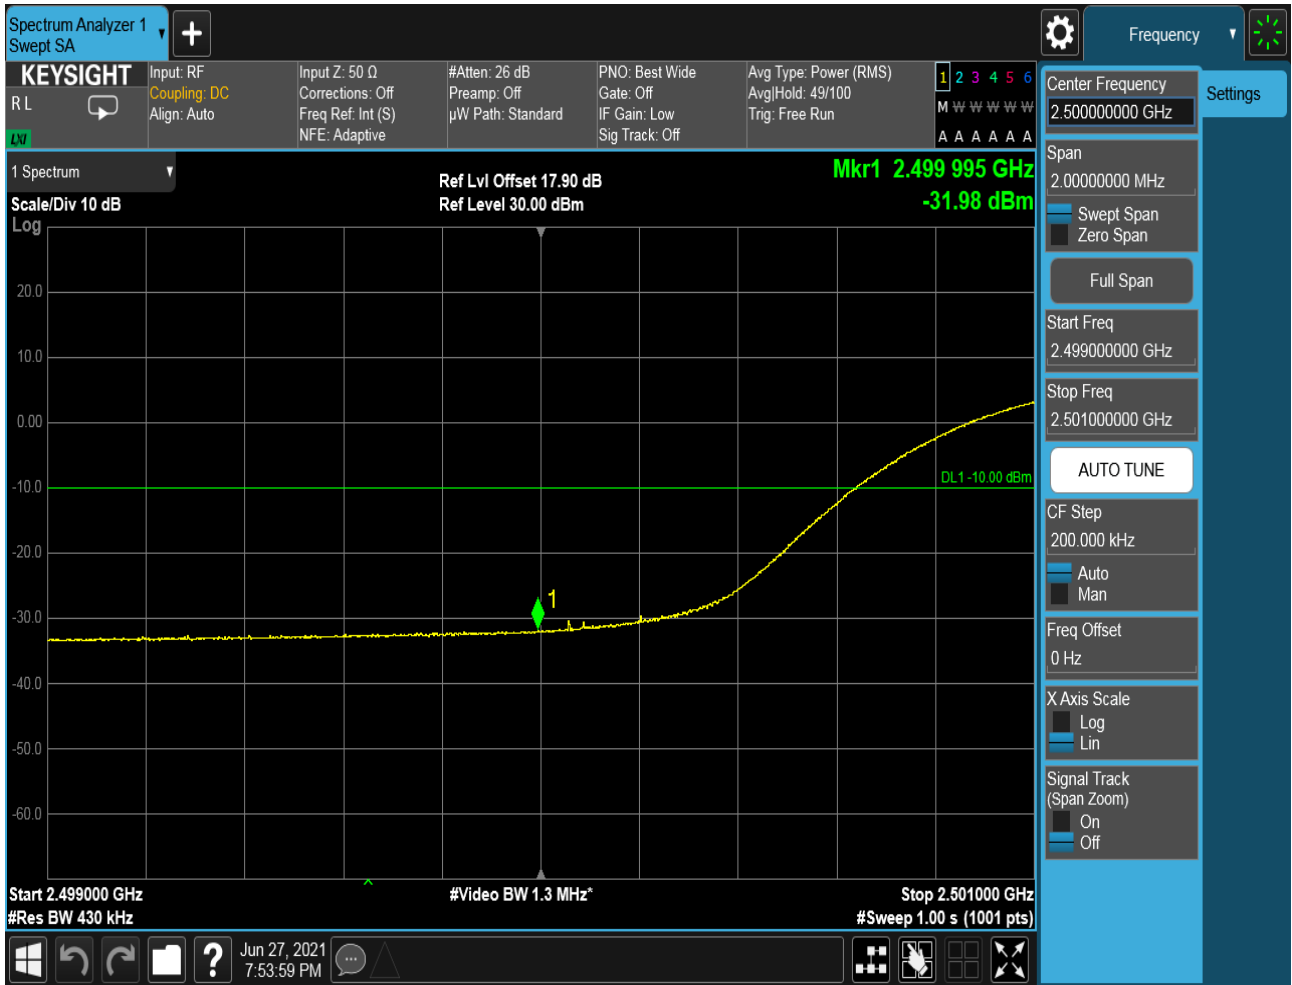 Spectrum Analyzer 1
Swept SA
+
Frequency
KEYSIGHT
R L
LXI
Input: RF
Coupling: DC
Align: Auto
Input Z: 50 Ω
Corrections: Off
Freq Ref: Int (S)
NFE: Adaptive
#Atten: 26 dB
Preamp: Off
µW Path: Standard
PNO: Best Wide
Gate: Off
IF Gain: Low
Sig Track: Off
Avg Type: Power (RMS)
Avg|Hold: 49/100
Trig: Free Run
1 2 3 4 5 6
M W W W W W
A A A A A A
1 Spectrum
Scale/Div 10 dB
Log
Ref Lvl Offset 17.90 dB
Ref Level 30.00 dBm
Mkr1 2.499 995 GHz
-31.98 dBm
20.0
10.0
0.00
-10.0
-20.0
-30.0
-40.0
-50.0
-60.0
DL1 -10.00 dBm
1
Start 2.499000 GHz
#Res BW 430 kHz
#Video BW 1.3 MHz*
Stop 2.501000 GHz
#Sweep 1.00 s (1001 pts)
Center Frequency
2.500000000 GHz
Settings
Span
2.00000000 MHz
Swept Span
Zero Span
Full Span
Start Freq
2.499000000 GHz
Stop Freq
2.501000000 GHz
AUTO TUNE
CF Step
200.000 kHz
Auto
Man
Freq Offset
0 Hz
X Axis Scale
Log
Lin
Signal Track
(Span Zoom)
On
Off
?
Jun 27, 2021
7:53:59 PM